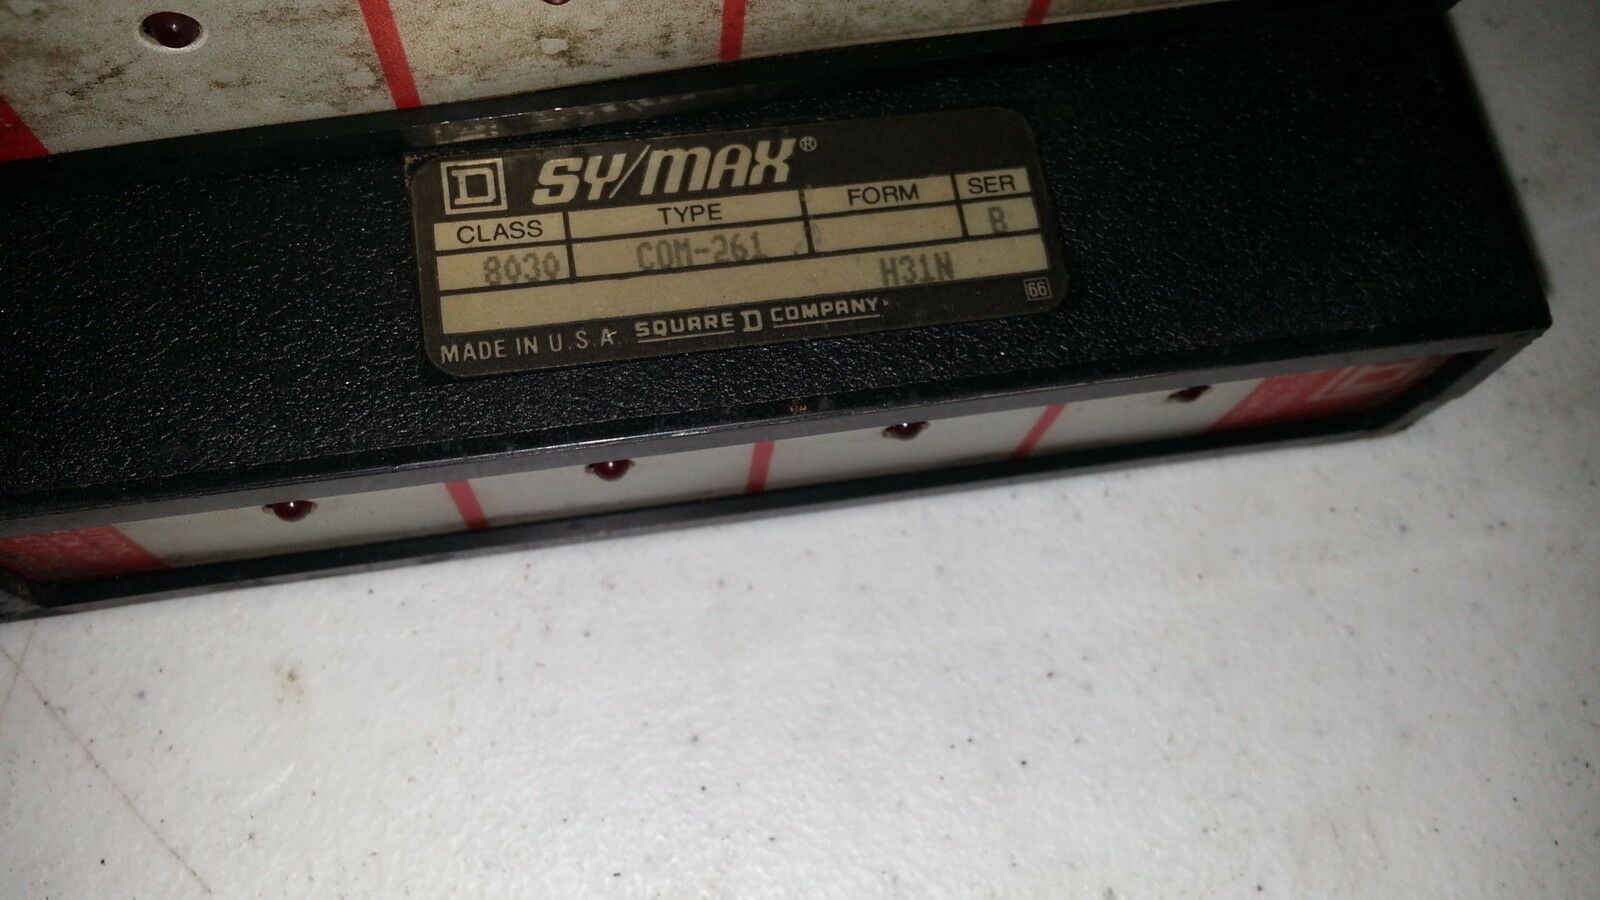 D SY/MAX®
CLASS TYPE FORM SER
8030 COM-261 B
H31N
66
MADE IN U.S.A. SQUARE D COMPANY